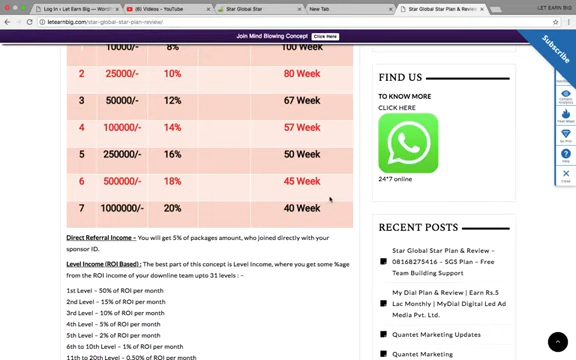 Log In ‹ Let Earn Big — WordPr
(6) Videos - YouTube
Star Global Star
New Tab
Star Global Star Plan & Review
LET EARN BIG
letearnbig.com/star-global-star-plan-review/
Join Mind Blowing Concept Click Here
Subscribe
1 10000/- 8% 100 Week
2 25000/- 10% 80 Week
3 50000/- 12% 67 Week
4 100000/- 14% 57 Week
5 250000/- 16% 50 Week
6 500000/- 18% 45 Week
7 1000000/- 20% 40 Week
Direct Referral Income – You will get 5% of packages amount, who joined directly with your
sponsor ID.
Level Income (ROI Based) : The best part of this concept is Level Income, where you get some %age
from the ROI income of your downline team upto 31 levels : –
1st Level – 50% of ROI per month
2nd Level – 15% of ROI per month
3rd Level – 10% of ROI per month
4th Level – 5% of ROI per month
5th Level – 2% of ROI per month
6th to 10th Level – 1% of ROI per month
11th to 20th Level – 0.50% of ROI per month
FIND US
TO KNOW MORE
CLICK HERE
24*7 online
RECENT POSTS
Star Global Star Plan & Review –
08168275416 – SGS Plan – Free
Team Building Support
My Dial Plan & Review | Earn Rs.5
Lac Monthly | MyDial Digital Led Ad
Media Pvt. Ltd.
Quantet Marketing Updates
Quantet Marketing
Help
Close